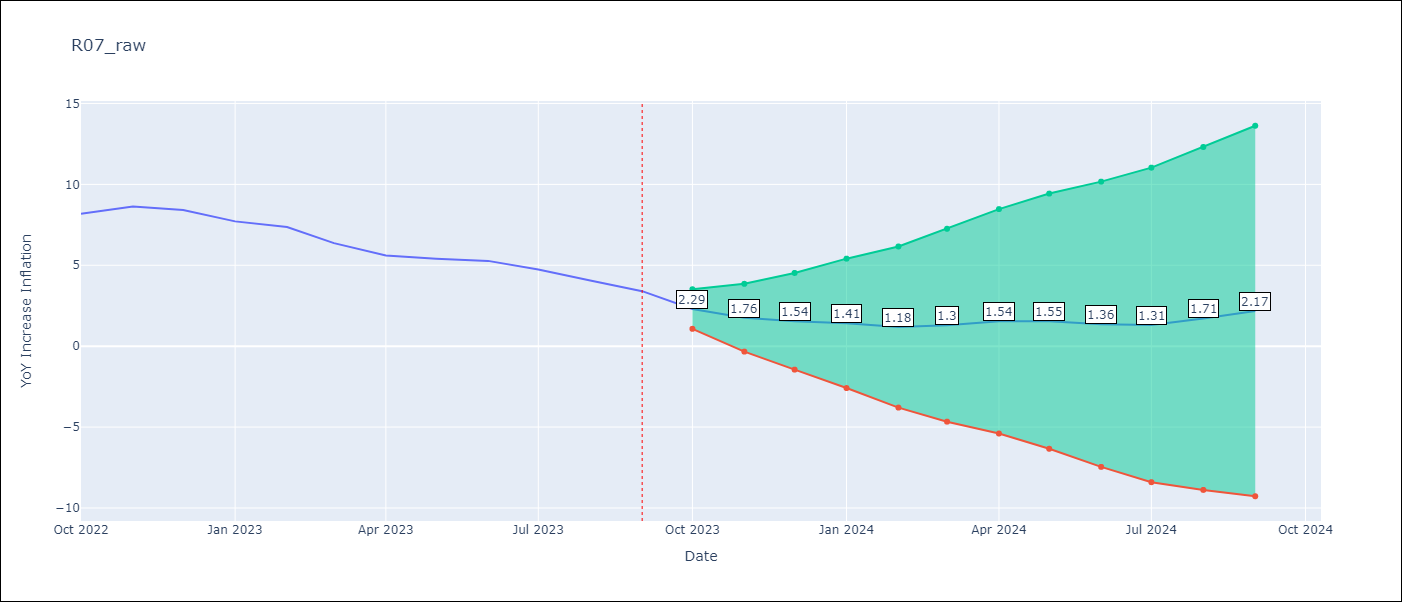 R07_raw
YoY Increase Inflation
15
10
5
0
−5
−10
2.29
1.76
1.54
1.41
1.18
1.3
1.54
1.55
1.36
1.31
1.71
2.17
Oct 2022
Jan 2023
Apr 2023
Jul 2023
Oct 2023
Jan 2024
Apr 2024
Jul 2024
Oct 2024
Date